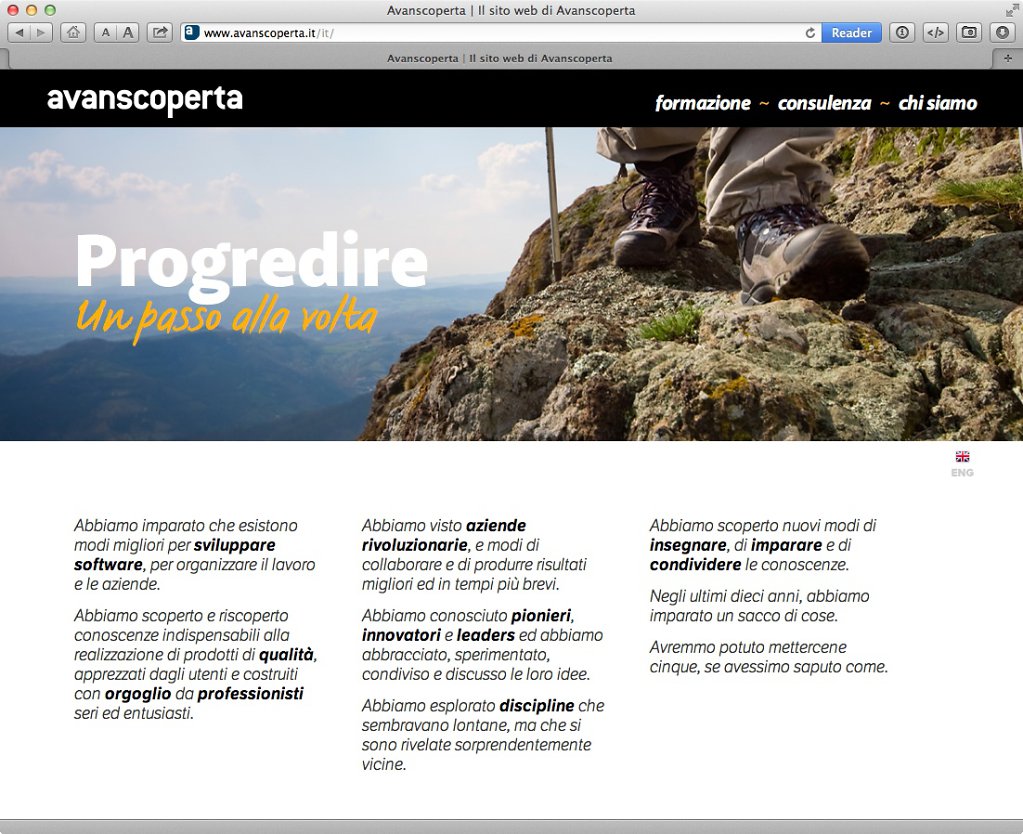 Avanscoperta | Il sito web di Avanscoperta
A A a www.avanscoperta.it/it/ Reader
Avanscoperta | Il sito web di Avanscoperta
avanscoperta
formazione ~ consulenza ~ chi siamo
Progredire
Un passo alla volta
ENG
Abbiamo imparato che esistono
modi migliori per sviluppare
software, per organizzare il lavoro
e le aziende.
Abbiamo scoperto e riscoperto
conoscenze indispensabili alla
realizzazione di prodotti di qualità,
apprezzati dagli utenti e costruiti
con orgoglio da professionisti
seri ed entusiasti.
Abbiamo visto aziende
rivoluzionarie, e modi di
collaborare e di produrre risultati
migliori ed in tempi più brevi.
Abbiamo conosciuto pionieri,
innovatori e leaders ed abbiamo
abbracciato, sperimentato,
condiviso e discusso le loro idee.
Abbiamo esplorato discipline che
sembravano lontane, ma che si
sono rivelate sorprendentemente
vicine.
Abbiamo scoperto nuovi modi di
insegnare, di imparare e di
condividere le conoscenze.
Negli ultimi dieci anni, abbiamo
imparato un sacco di cose.
Avremmo potuto mettercene
cinque, se avessimo saputo come.